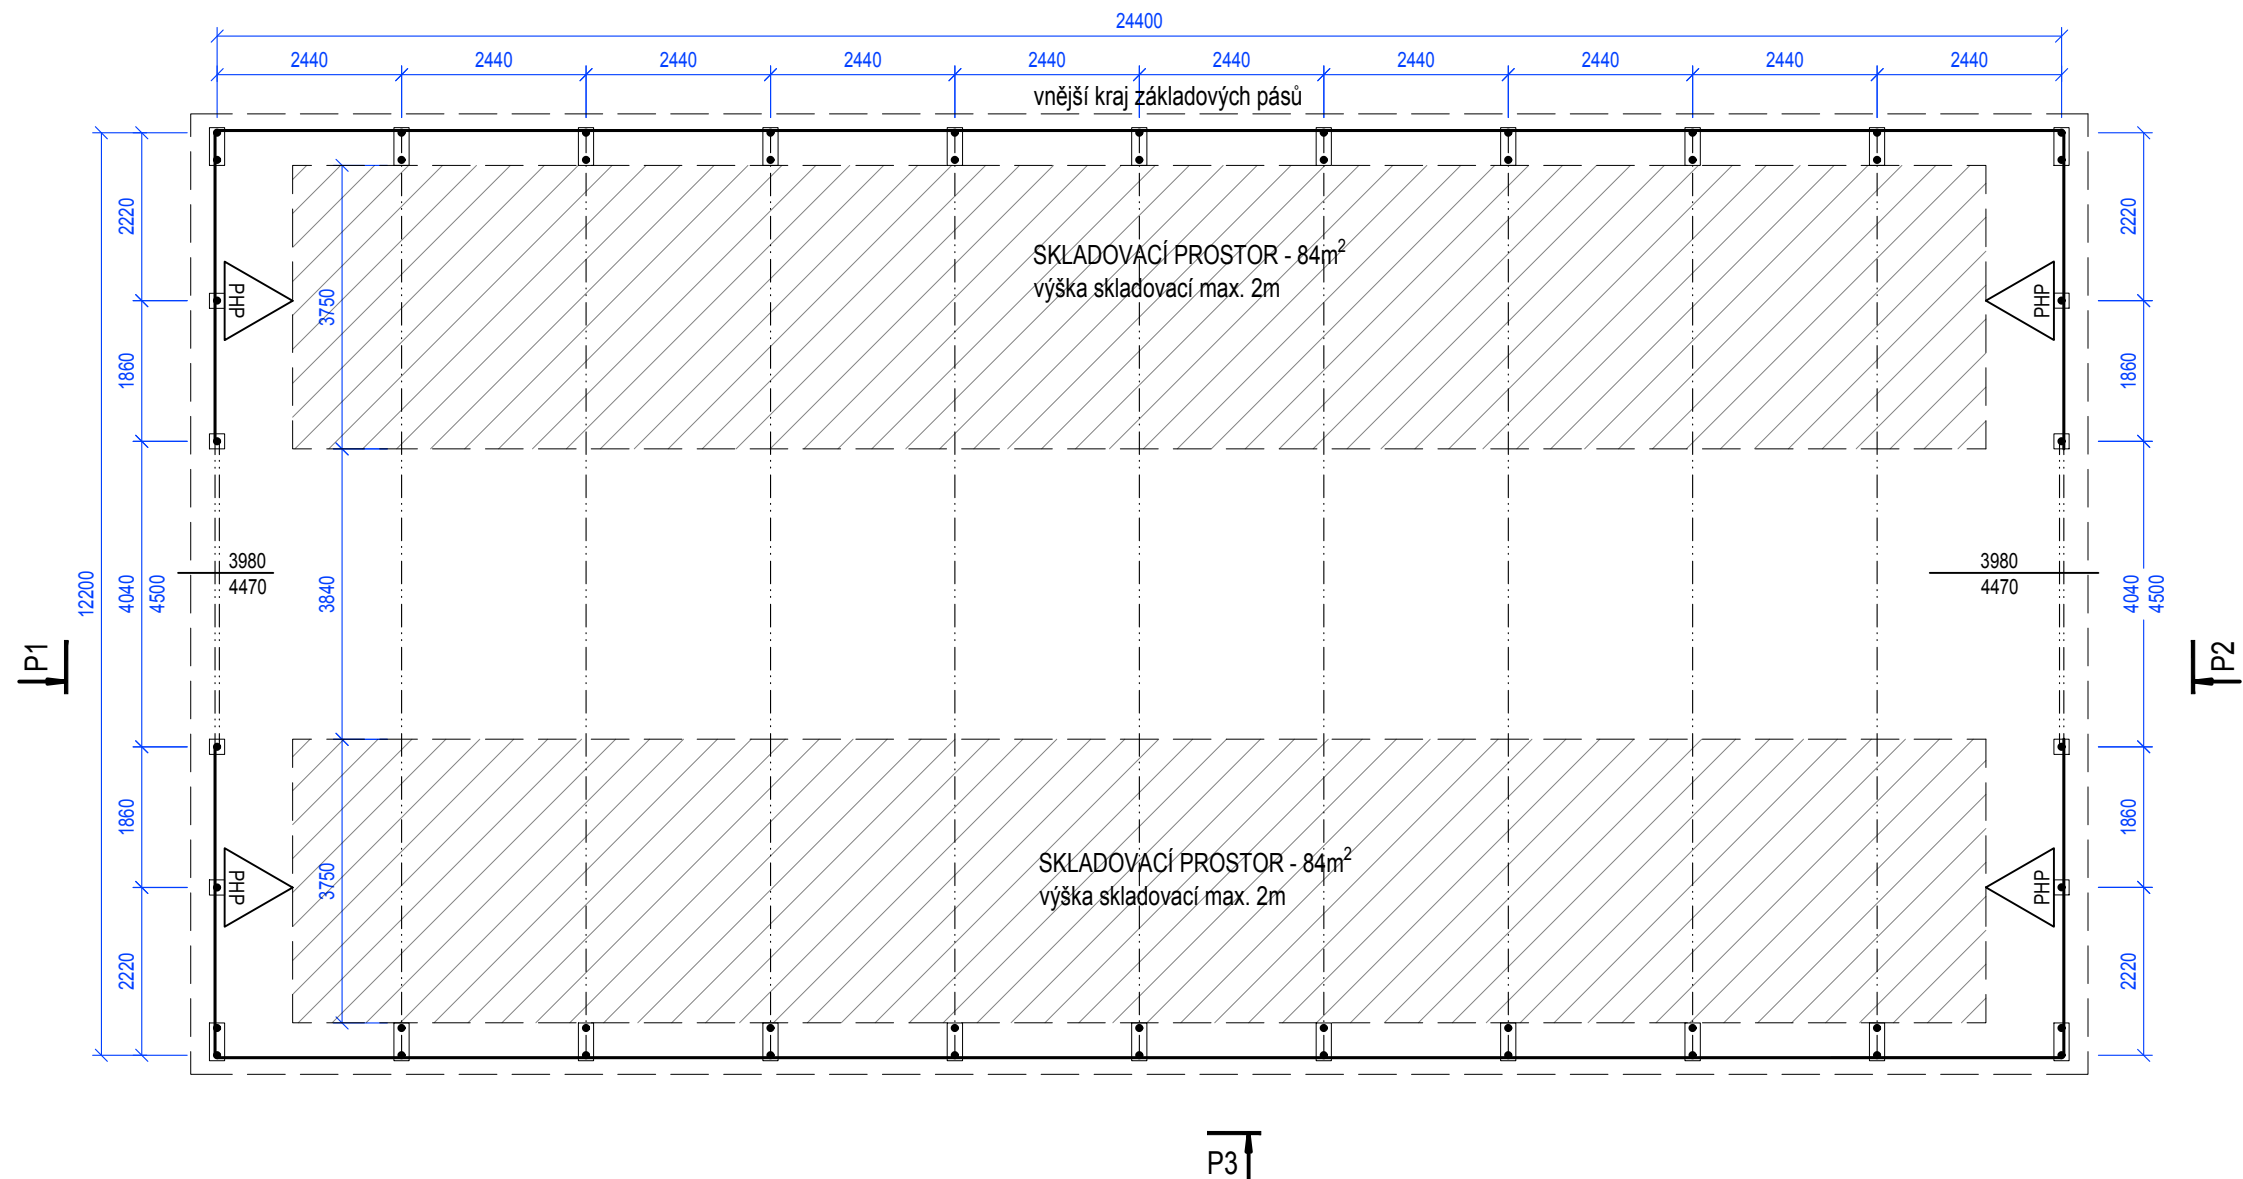 24400
2440 2440 2440 2440 2440 2440 2440 2440 2440 2440
vnější kraj základových pásů
2220
2220
SKLADOVACÍ PROSTOR - 84m²
výška skladovací max. 2m
PHP
PHP
3750
1860
1860
3980
4470
3980
4470
12200
4040
4500
3840
4040
4500
P1
P2
1860
1860
SKLADOVACÍ PROSTOR - 84m²
výška skladovací max. 2m
PHP
PHP
3750
2220
2220
P3